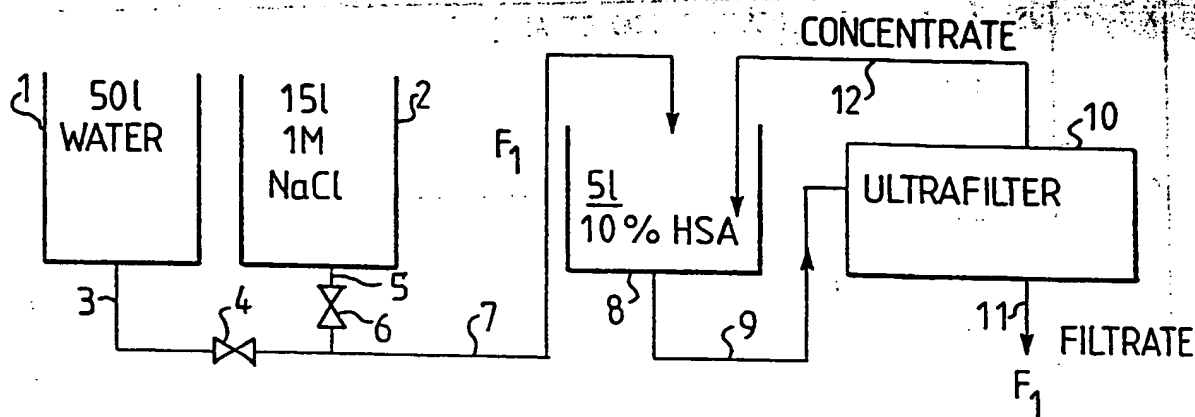 CONCENTRATE
1
50l
WATER
15l
1M
NaCl
2
F1
12
10
5l
10% HSA
ULTRAFILTER
3
4
5
6
7
8
9
11
FILTRATE
F1